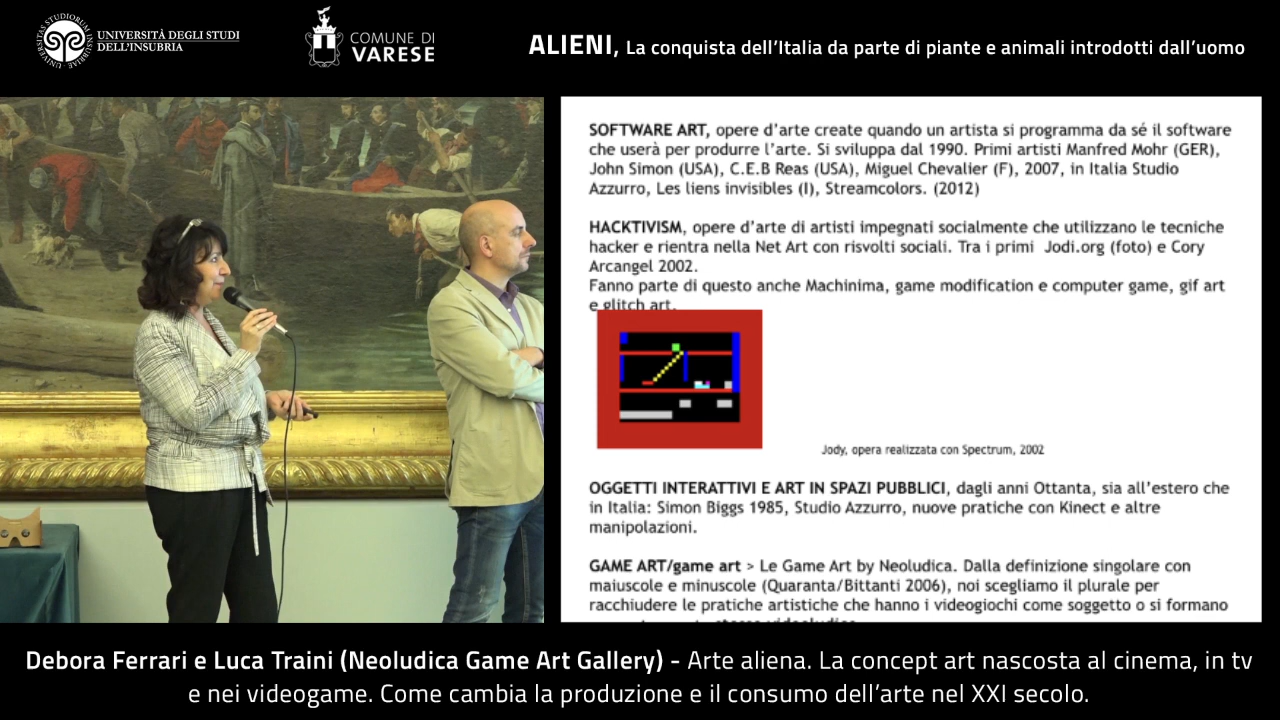 UNIVERSITÀ DEGLI STUDI
DELL'INSUBRIA
COMUNE DI
VARESE
ALIENI, La conquista dell'Italia da parte di piante e animali introdotti dall'uomo
SOFTWARE ART, opere d'arte create quando un artista si programma da sé il software
che userà per produrre l'arte. Si sviluppa dal 1990. Primi artisti Manfred Mohr (GER),
John Simon (USA), C.E.B Reas (USA), Miguel Chevalier (F), 2007, in Italia Studio
Azzurro, Les liens invisibles (I), Streamcolors. (2012)
HACKTIVISM, opere d'arte di artisti impegnati socialmente che utilizzano le tecniche
hacker e rientra nella Net Art con risvolti sociali. Tra i primi Jodi.org (foto) e Cory
Arcangel 2002.
Fanno parte di questo anche Machinima, game modification e computer game, gif art
e glitch art.
Jody, opera realizzata con Spectrum, 2002
OGGETTI INTERATTIVI E ART IN SPAZI PUBBLICI, dagli anni Ottanta, sia all'estero che
in Italia: Simon Biggs 1985, Studio Azzurro, nuove pratiche con Kinect e altre
manipolazioni.
GAME ART/game art > Le Game Art by Neoludica. Dalla definizione singolare con
maiuscole e minuscole (Quaranta/Bittanti 2006), noi scegliamo il plurale per
racchiudere le pratiche artistiche che hanno i videogiochi come soggetto o si formano
Debora Ferrari e Luca Traini (Neoludica Game Art Gallery) - Arte aliena. La concept art nascosta al cinema, in tv
e nei videogame. Come cambia la produzione e il consumo dell'arte nel XXI secolo.